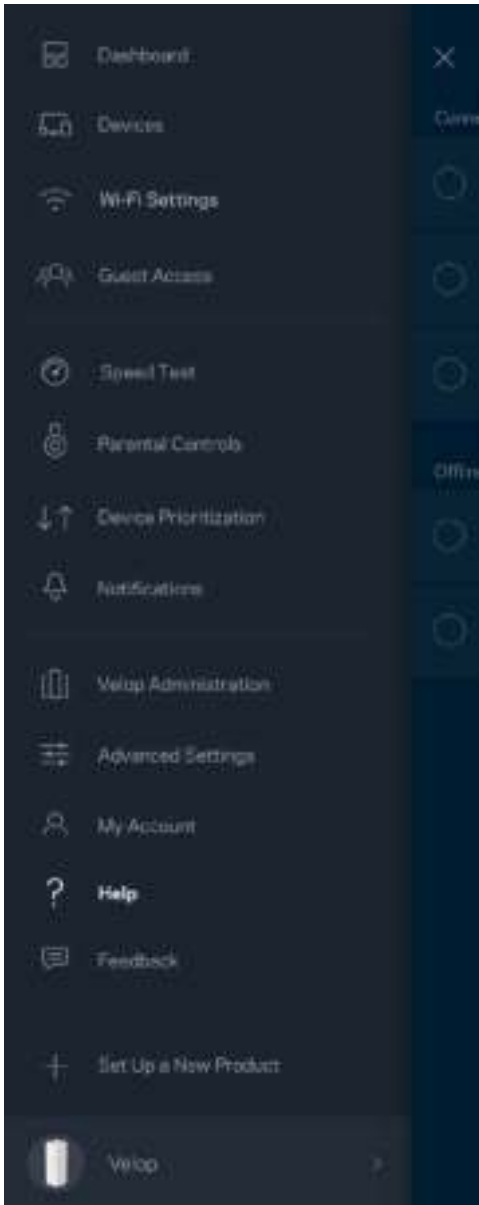 Dashboard
Devices
Wi-Fi Settings
Guest Access
Speed Test
Parental Controls
Device Prioritization
Notifications
Velop Administration
Advanced Settings
My Account
? Help
Feedback
Set Up a New Product
Velop